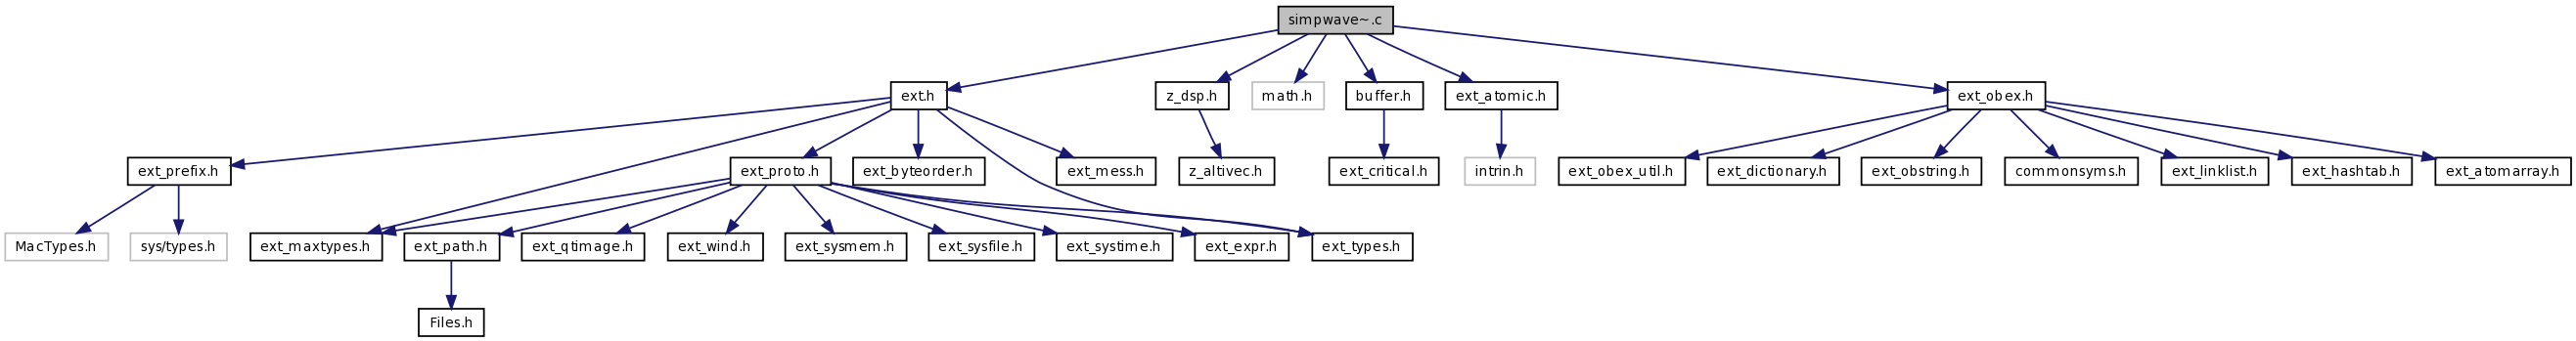 simpwave~.c
ext.h
z_dsp.h
math.h
buffer.h
ext_atomic.h
ext_obex.h
ext_prefix.h
ext_proto.h
ext_byteorder.h
ext_mess.h
z_altivec.h
ext_critical.h
intrin.h
ext_obex_util.h
ext_dictionary.h
ext_obstring.h
commonsyms.h
ext_linklist.h
ext_hashtab.h
ext_atomarray.h
MacTypes.h
sys/types.h
ext_maxtypes.h
ext_path.h
ext_qtimage.h
ext_wind.h
ext_sysmem.h
ext_sysfile.h
ext_systime.h
ext_expr.h
ext_types.h
Files.h